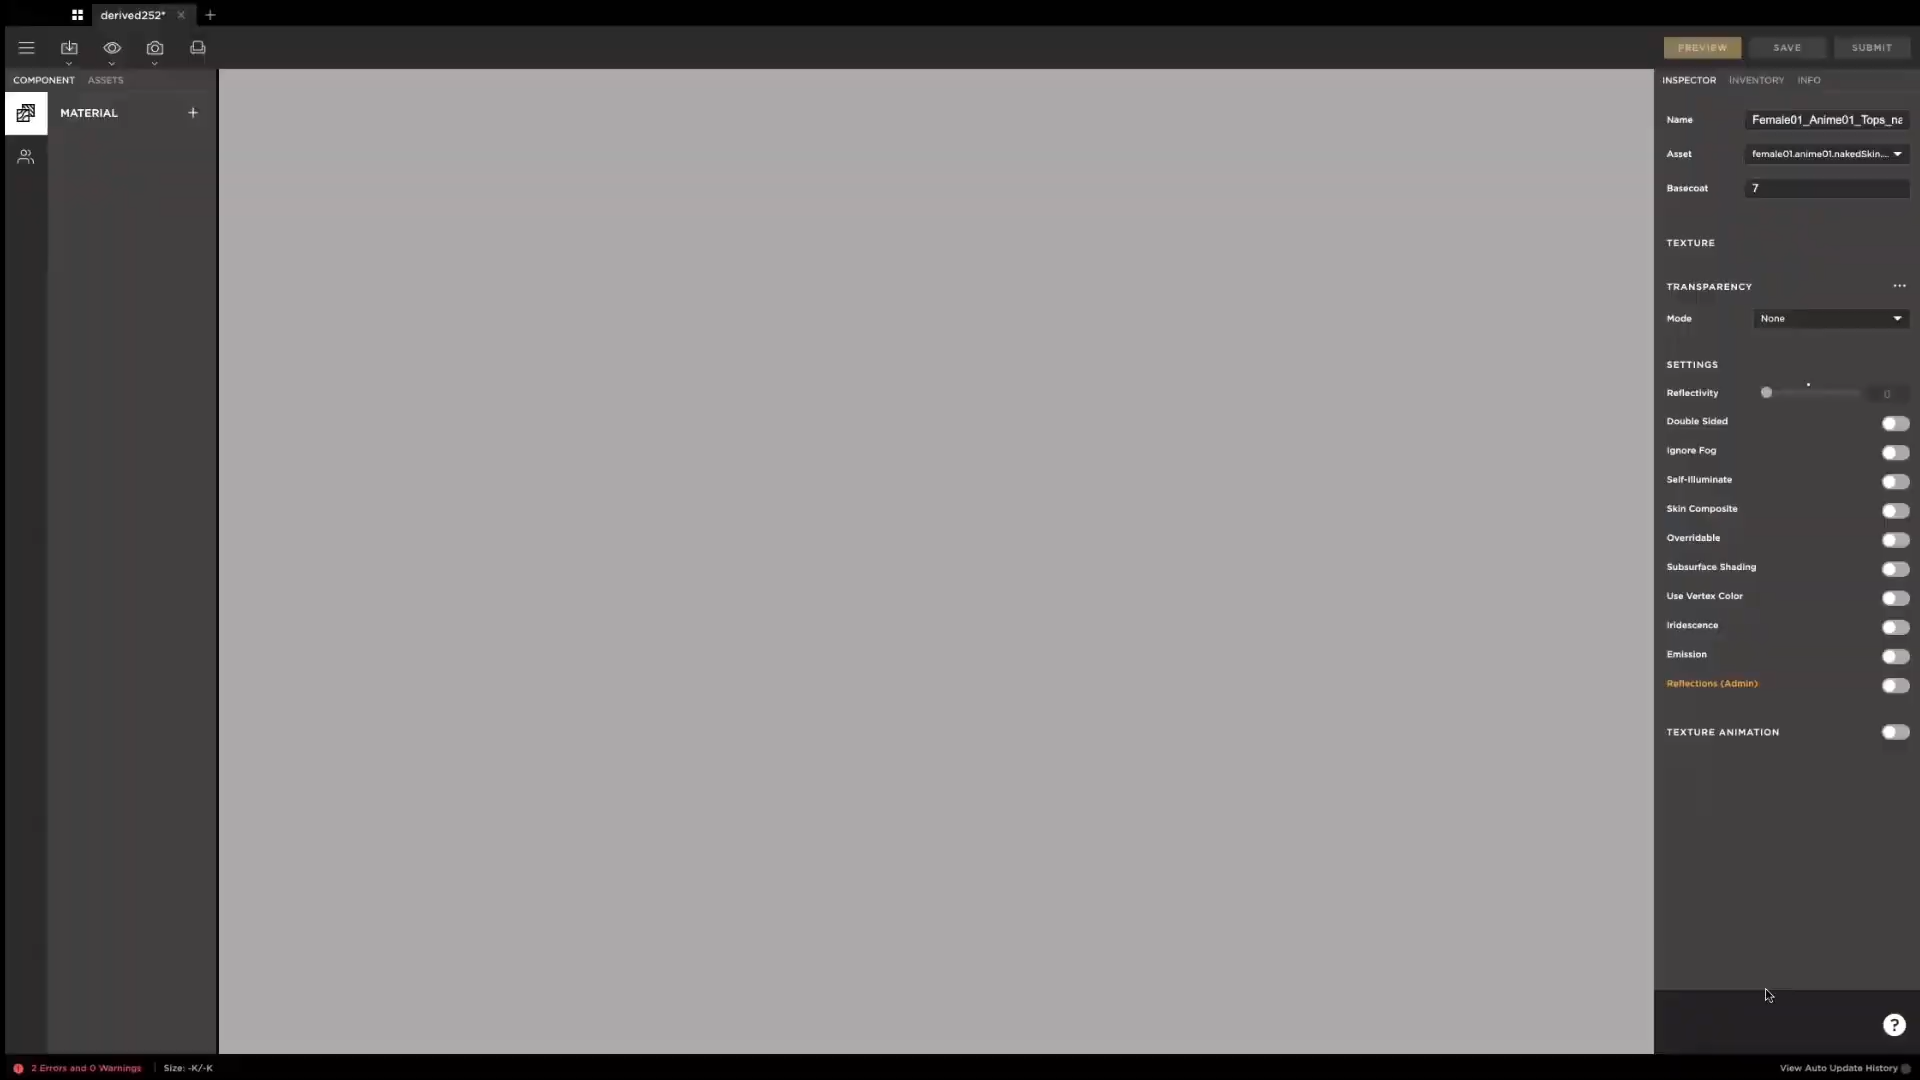 derived252*
PREVIEW SAVE SUBMIT
COMPONENT ASSETS
MATERIAL
INSPECTOR INVENTORY INFO
Name Female01_Anime01_Tops_na
Asset female01.anime01.nakedSkin....
Basecoat 7
TEXTURE
TRANSPARENCY
Mode None
SETTINGS
Reflectivity 0
Double Sided
Ignore Fog
Self-Illuminate
Skin Composite
Overridable
Subsurface Shading
Use Vertex Color
Iridescence
Emission
Reflections (Admin)
TEXTURE ANIMATION
?
2 Errors and 0 Warnings Size: -K/-K
View Auto Update History